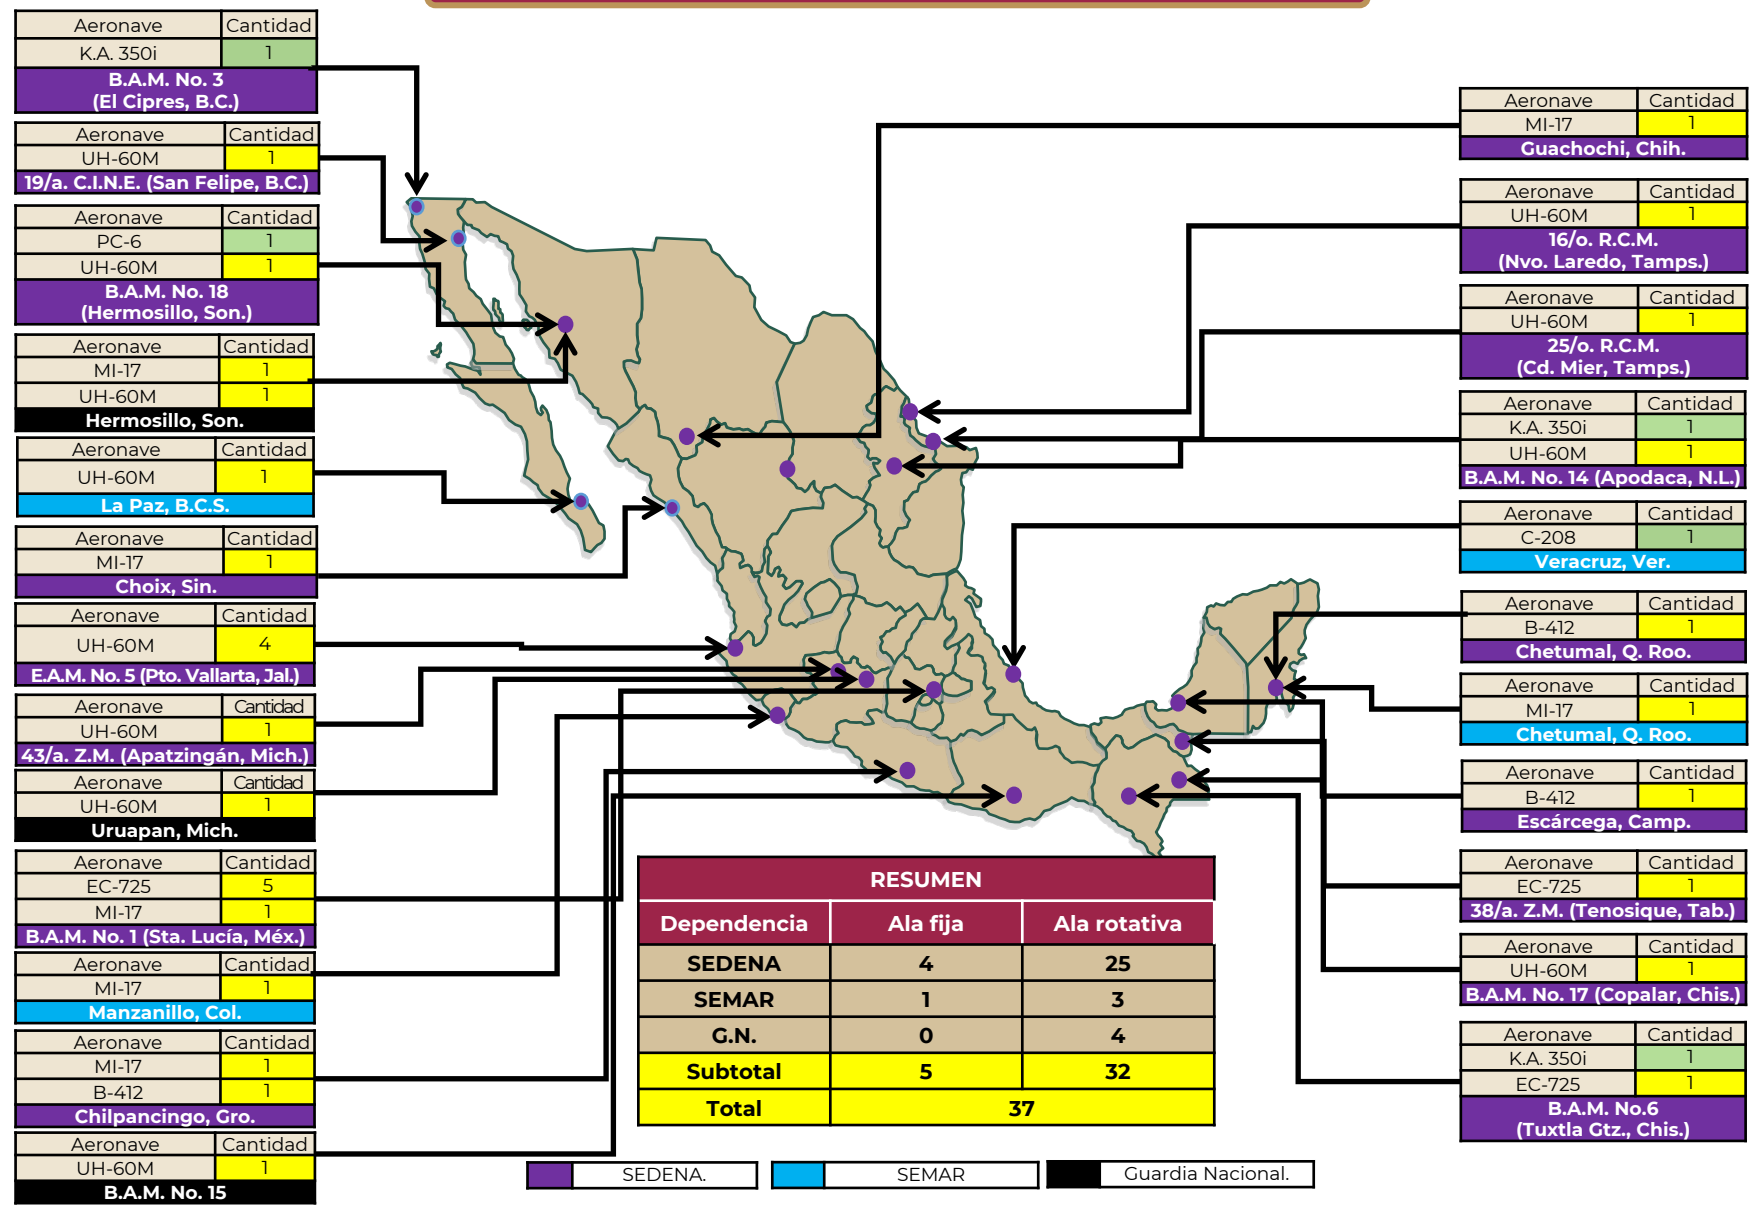 Aeronave Cantidad
K.A. 350i 1
B.A.M. No. 3
(El Cipres, B.C.)
Aeronave Cantidad
UH-60M 1
19/a. C.I.N.E. (San Felipe, B.C.)
Aeronave Cantidad
PC-6 1
UH-60M 1
B.A.M. No. 18
(Hermosillo, Son.)
Aeronave Cantidad
MI-17 1
UH-60M 1
Hermosillo, Son.
Aeronave Cantidad
UH-60M 1
La Paz, B.C.S.
Aeronave Cantidad
MI-17 1
Choix, Sin.
Aeronave Cantidad
UH-60M 4
E.A.M. No. 5 (Pto. Vallarta, Jal.)
Aeronave Cantidad
UH-60M 1
43/a. Z.M. (Apatzingán, Mich.)
Aeronave Cantidad
UH-60M 1
Uruapan, Mich.
Aeronave Cantidad
EC-725 5
MI-17 1
B.A.M. No. 1 (Sta. Lucía, Méx.)
Aeronave Cantidad
MI-17 1
Manzanillo, Col.
Aeronave Cantidad
MI-17 1
B-412 1
Chilpancingo, Gro.
Aeronave Cantidad
UH-60M 1
B.A.M. No. 15
Aeronave Cantidad
MI-17 1
Guachochi, Chih.
Aeronave Cantidad
UH-60M 1
16/o. R.C.M.
(Nvo. Laredo, Tamps.)
Aeronave Cantidad
UH-60M 1
25/o. R.C.M.
(Cd. Mier, Tamps.)
Aeronave Cantidad
K.A. 350i 1
UH-60M 1
B.A.M. No. 14 (Apodaca, N.L.)
Aeronave Cantidad
C-208 1
Veracruz, Ver.
Aeronave Cantidad
B-412 1
Chetumal, Q. Roo.
Aeronave Cantidad
MI-17 1
Chetumal, Q. Roo.
Aeronave Cantidad
B-412 1
Escárcega, Camp.
Aeronave Cantidad
EC-725 1
38/a. Z.M. (Tenosique, Tab.)
Aeronave Cantidad
UH-60M 1
B.A.M. No. 17 (Copalar, Chis.)
Aeronave Cantidad
K.A. 350i 1
EC-725 1
B.A.M. No.6
(Tuxtla Gtz., Chis.)
RESUMEN
Dependencia Ala fija Ala rotativa
SEDENA 4 25
SEMAR 1 3
G.N. 0 4
Subtotal 5 32
Total 37
SEDENA. SEMAR Guardia Nacional.